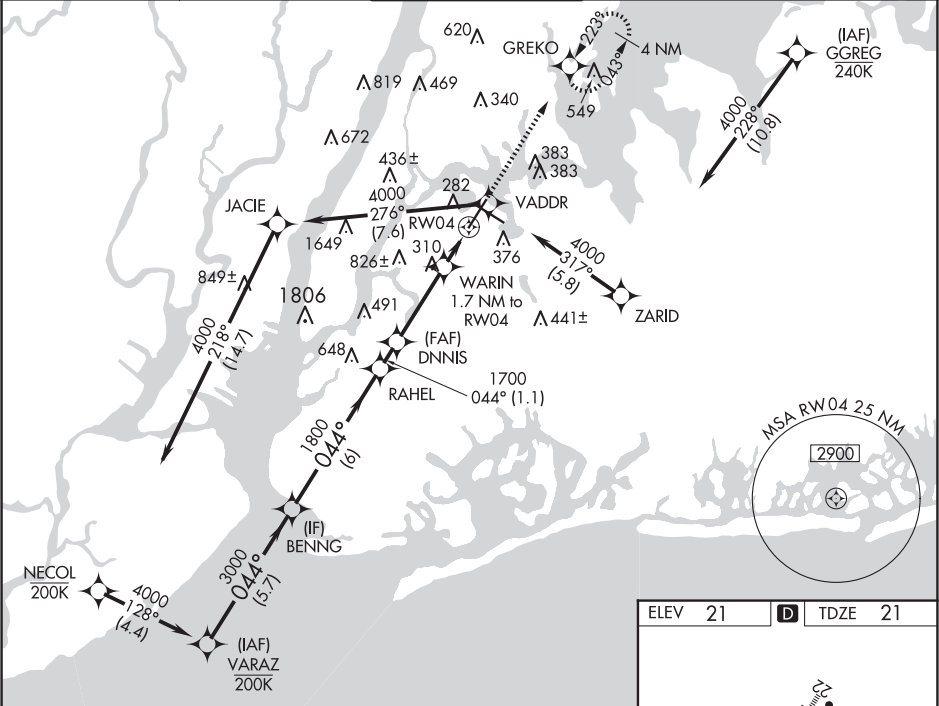 620
GREKO
223°
4 NM
043°
549
(IAF)
GGREG
240K
4000
228°
(10.8)
819
469
340
672
436±
383
383
282
VADDR
JACIE
4000
276°
(7.6)
RW04
1649
826±
310
376
4000
317°
(5.8)
ZARID
WARIN
1.7 NM to
RW04
849±
1806
491
441±
4000
218°
(14.7)
648
(FAF)
DNNIS
RAHEL
1700
044° (1.1)
1800
044°
(6)
MSA RW04 25 NM
2900
(IF)
BENNG
3000
044°
(5.7)
NECOL
200K
4000
128°
(4.4)
(IAF)
VARAZ
200K
ELEV 21 D TDZE 21
22